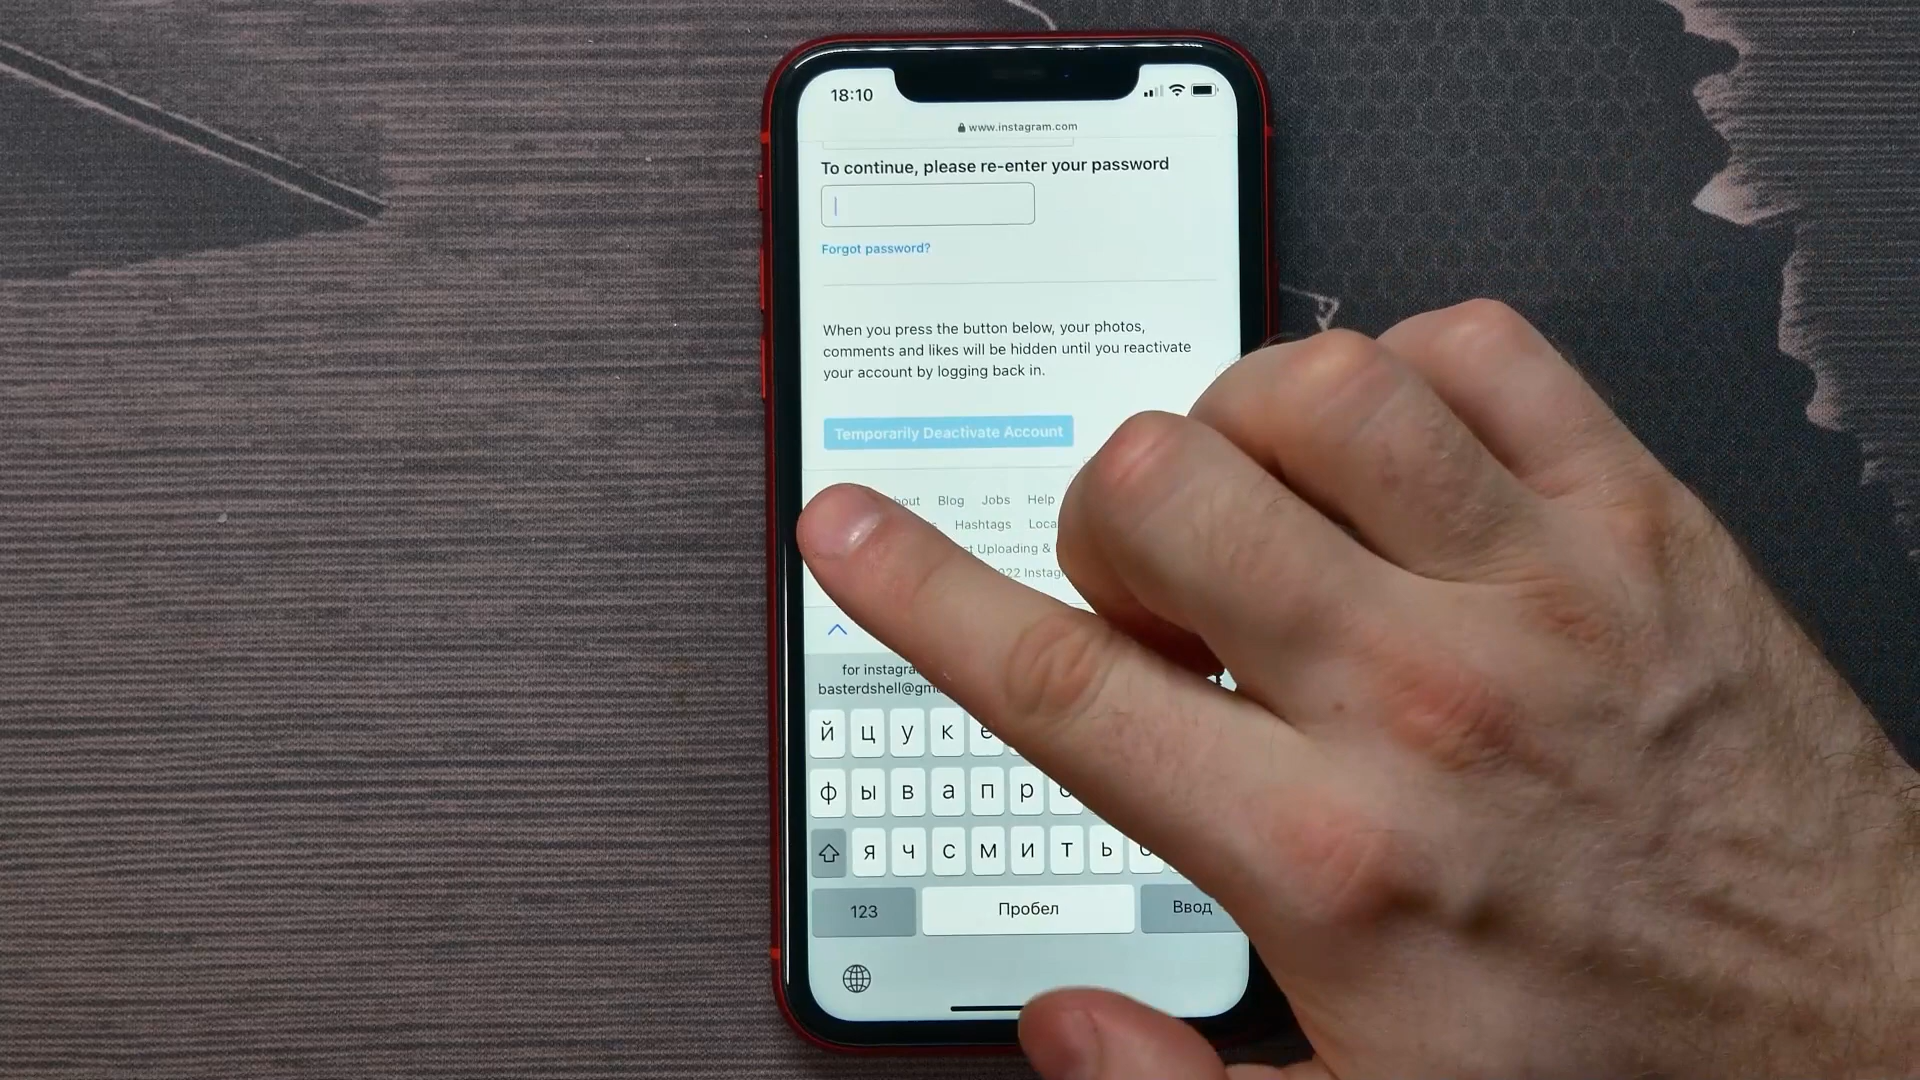 18:10
www.instagram.com
To continue, please re-enter your password
Forgot password?
When you press the button below, your photos,
comments and likes will be hidden until you reactivate
your account by logging back in.
Temporarily Deactivate Account
Blog Jobs Help
Hashtags
Uploading &
for
й ц у к
ф ы в а п р
я ч с м и т ь
123 Пробел Ввод